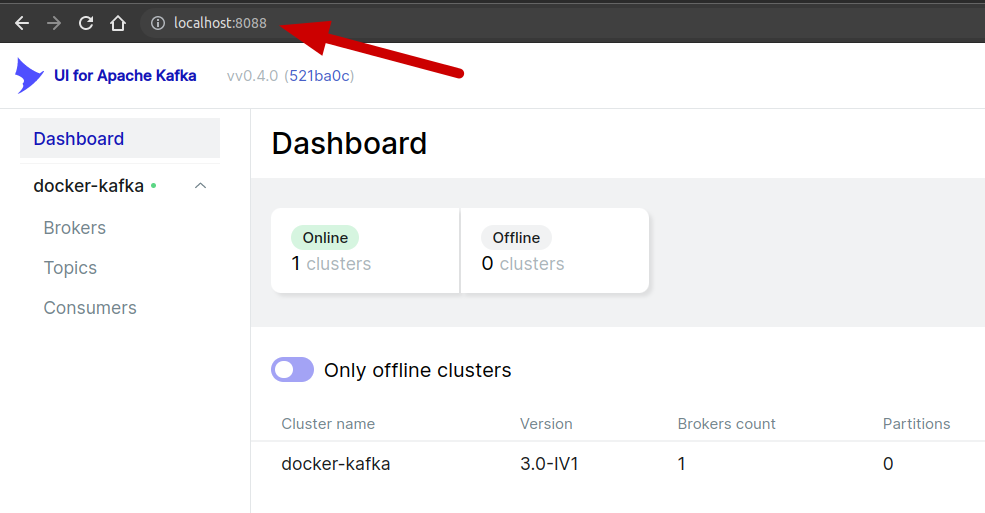 localhost:8088
UI for Apache Kafka vv0.4.0 (521ba0c)
Dashboard
docker-kafka
Brokers
Topics
Consumers
Dashboard
Online Offline
1 clusters 0 clusters
Only offline clusters
Cluster name Version Brokers count Partitions
docker-kafka 3.0-IV1 1 0